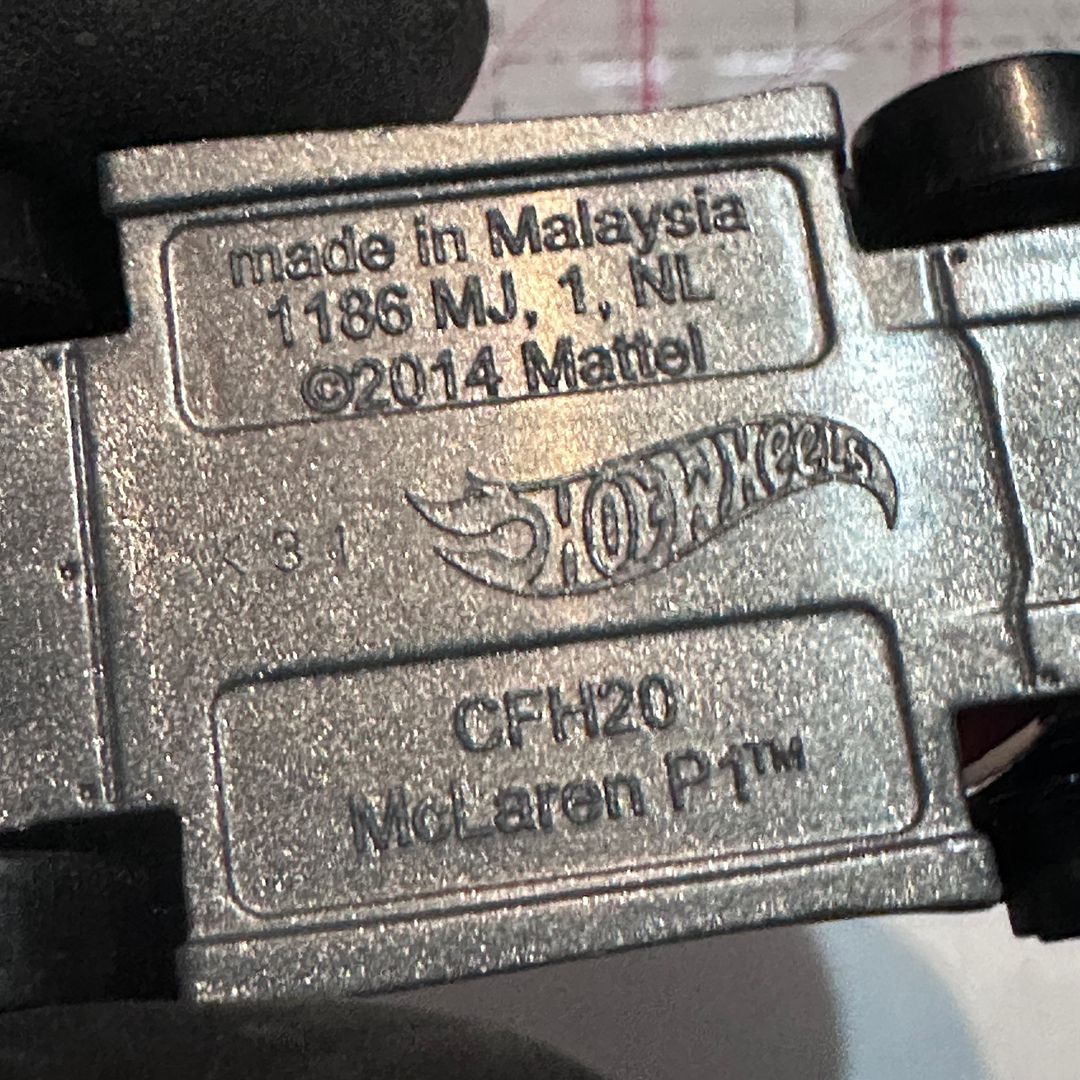 made in Malaysia
1186 MJ, 1, NL
©2014 Mattel
HOT WHEELS
CFH20
McLaren P1™